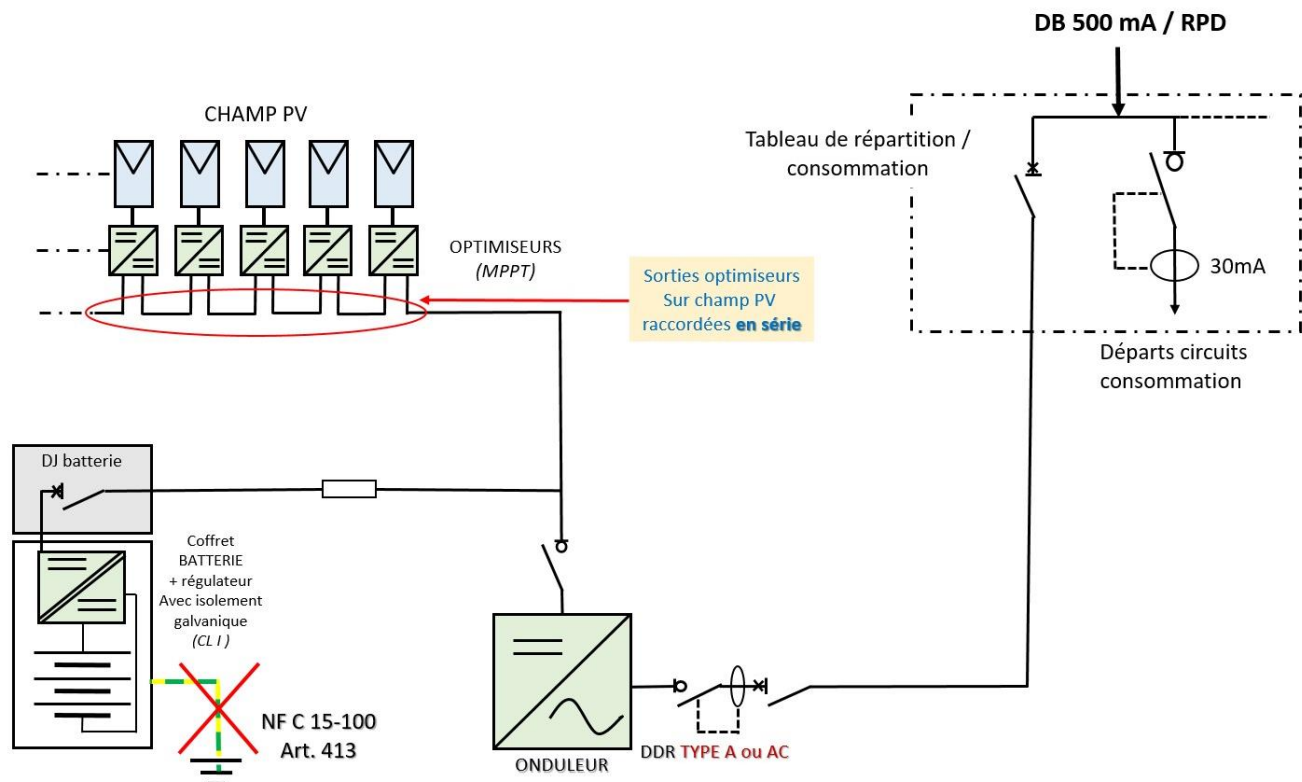 DB 500 mA / RPD
CHAMP PV
Tableau de répartition /
consommation
OPTIMISEURS
(MPPT)
Sorties optimiseurs
Sur champ PV
raccordées en série
30mA
Départs circuits
consommation
DJ batterie
Coffret
BATTERIE
+ régulateur
Avec isolement
galvanique
(CL I )
NF C 15-100
Art. 413
ONDULEUR
DDR TYPE A ou AC